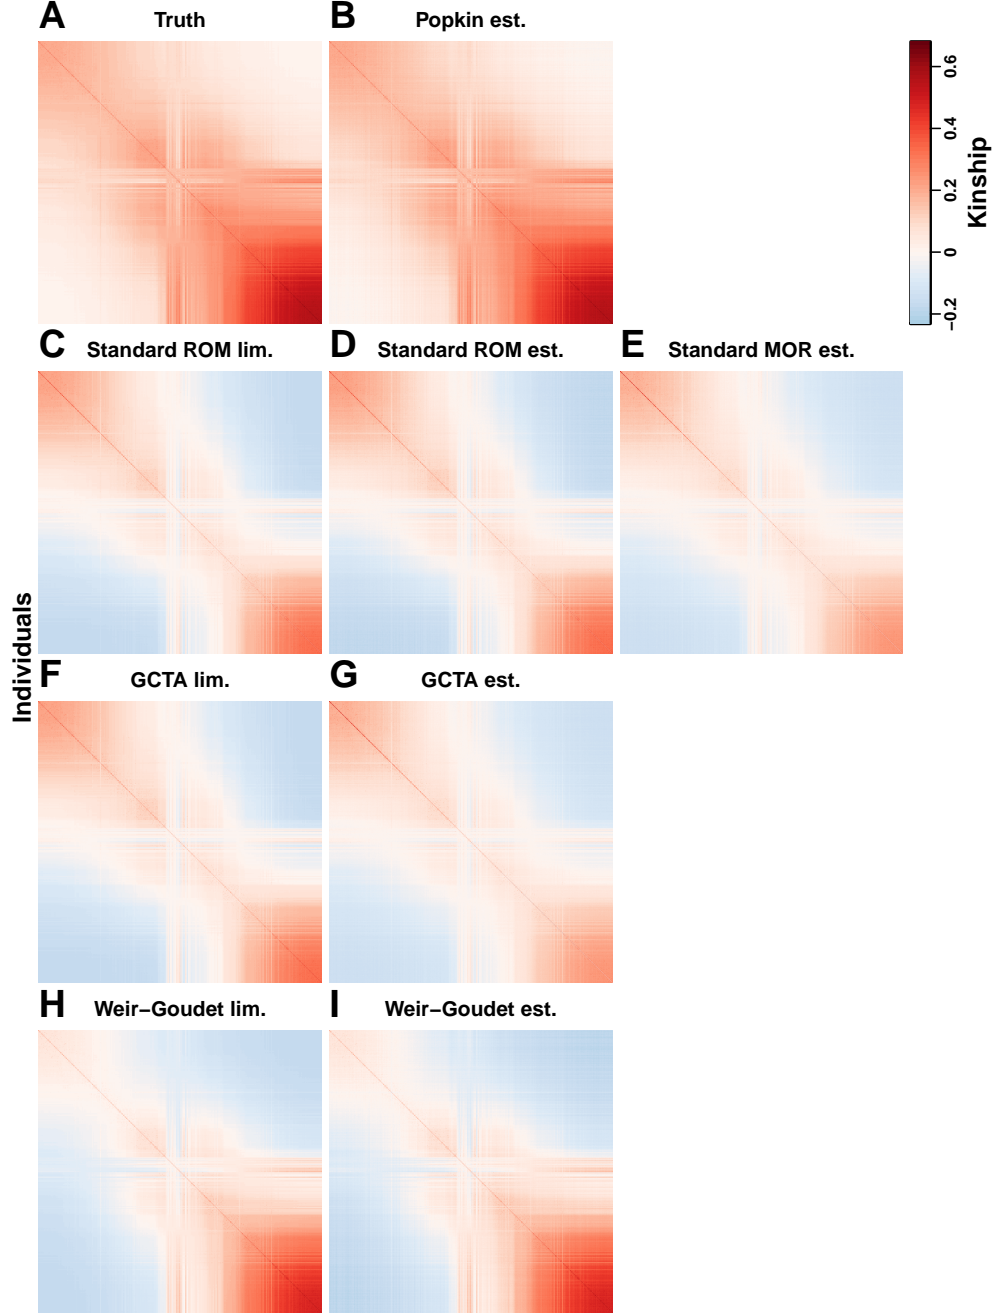 A Truth
B Popkin est.
0.6
0.4
0.2
0
−0.2
Kinship
C Standard ROM lim.
D Standard ROM est.
E Standard MOR est.
Individuals
F GCTA lim.
G GCTA est.
H Weir−Goudet lim.
I Weir−Goudet est.